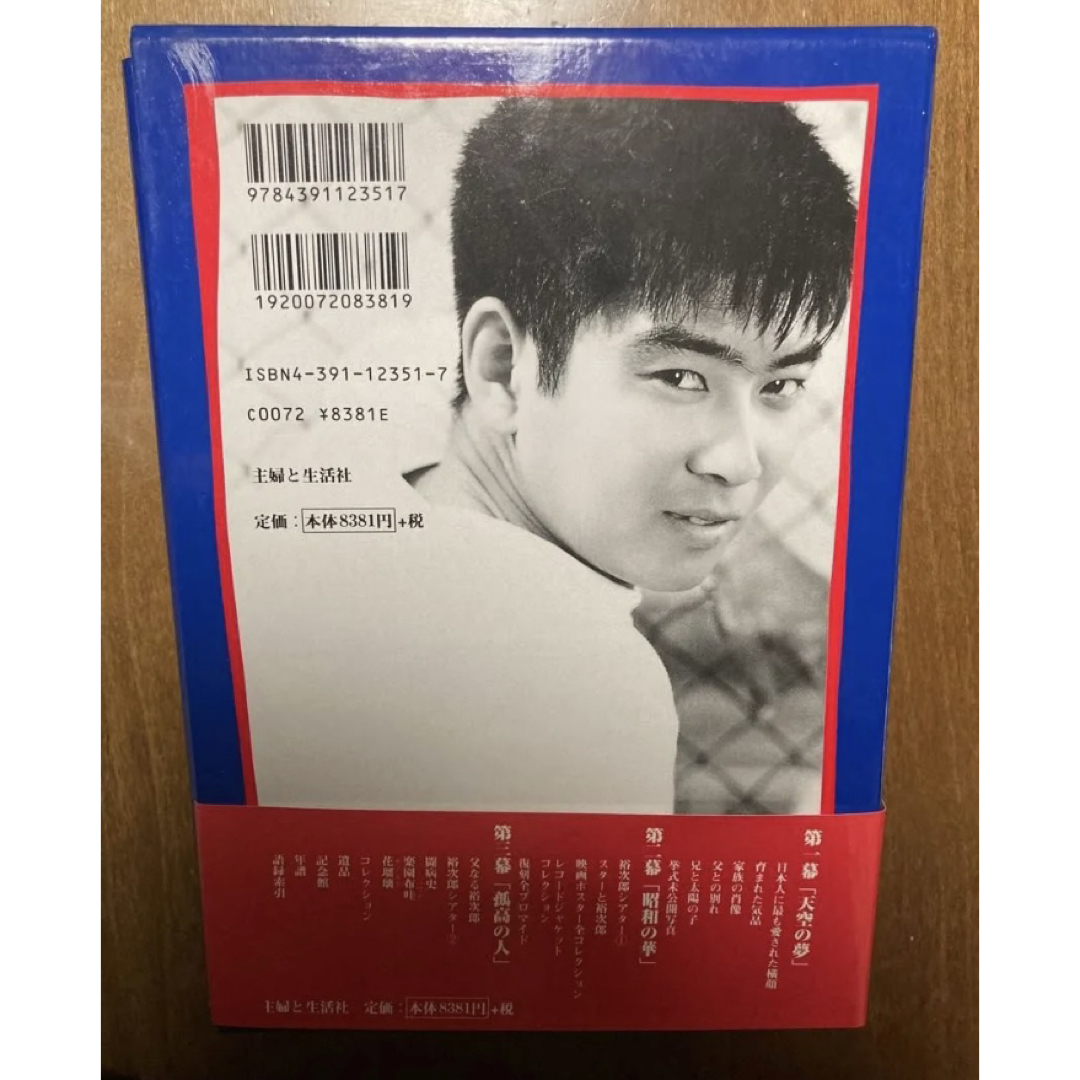 9784391123517
1920072083819
ISBN4-391-12351-7
C0072 ¥8381E
主婦と生活社
定価：本体8381円+税
第一幕「天空の夢」
日本人に最も愛された横顔
育まれた気品
家族の肖像
父との別れ
兄と太陽の子
挙式未公開写真
第二幕「昭和の華」
裕次郎シアター①
スターと裕次郎
映画ポスター全コレクション
レコードジャケット
コレクション
復刻全ブロマイド
第三幕「孤高の人」
父なる裕次郎
裕次郎シアター②
闘病史
楽園布哇
花瑠壊
コレクション
遺品
記念館
年譜
語録索引
主婦と生活社 定価：本体8381円+税